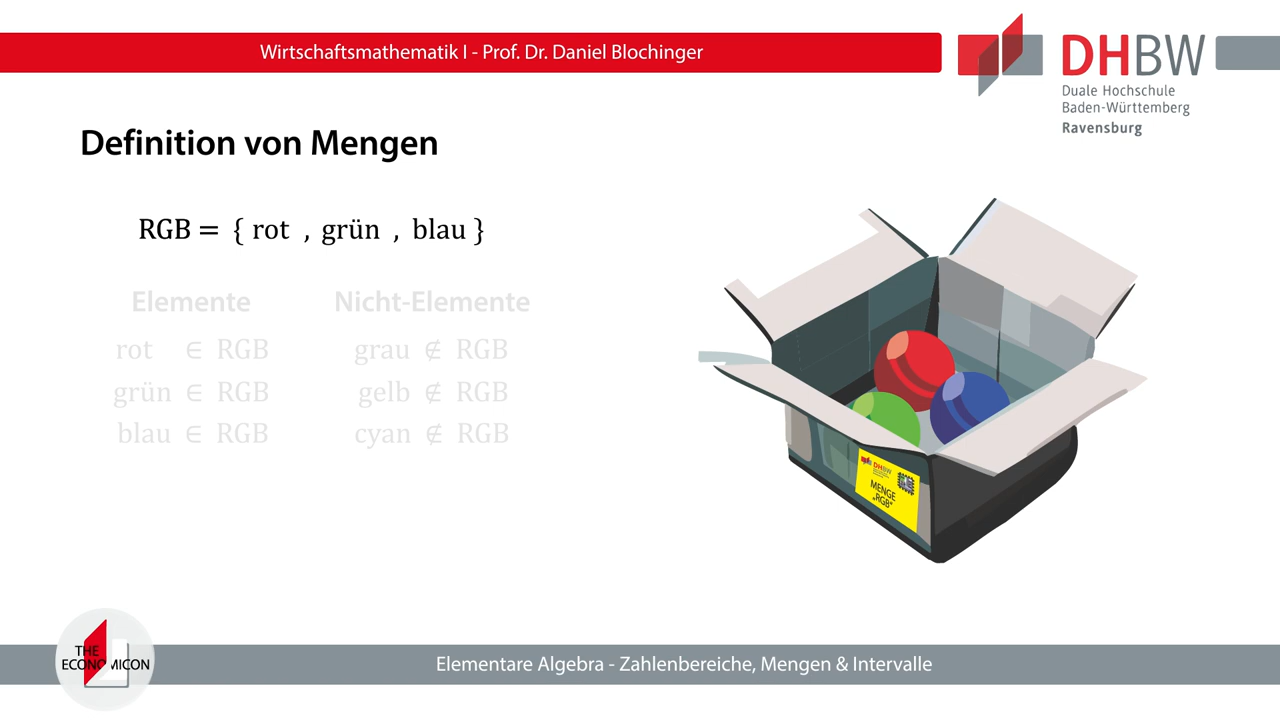 Wirtschaftsmathematik I - Prof. Dr. Daniel Blochinger
DHBW
Duale Hochschule
Baden-Württemberg
Ravensburg
Definition von Mengen
RGB = { rot , grün , blau }
Elemente Nicht-Elemente
rot ∈ RGB grau ∉ RGB
grün ∈ RGB gelb ∉ RGB
blau ∈ RGB cyan ∉ RGB
DHBW
MENGE
„RGB“
THE
ECONOMICON
Elementare Algebra - Zahlenbereiche, Mengen & Intervalle